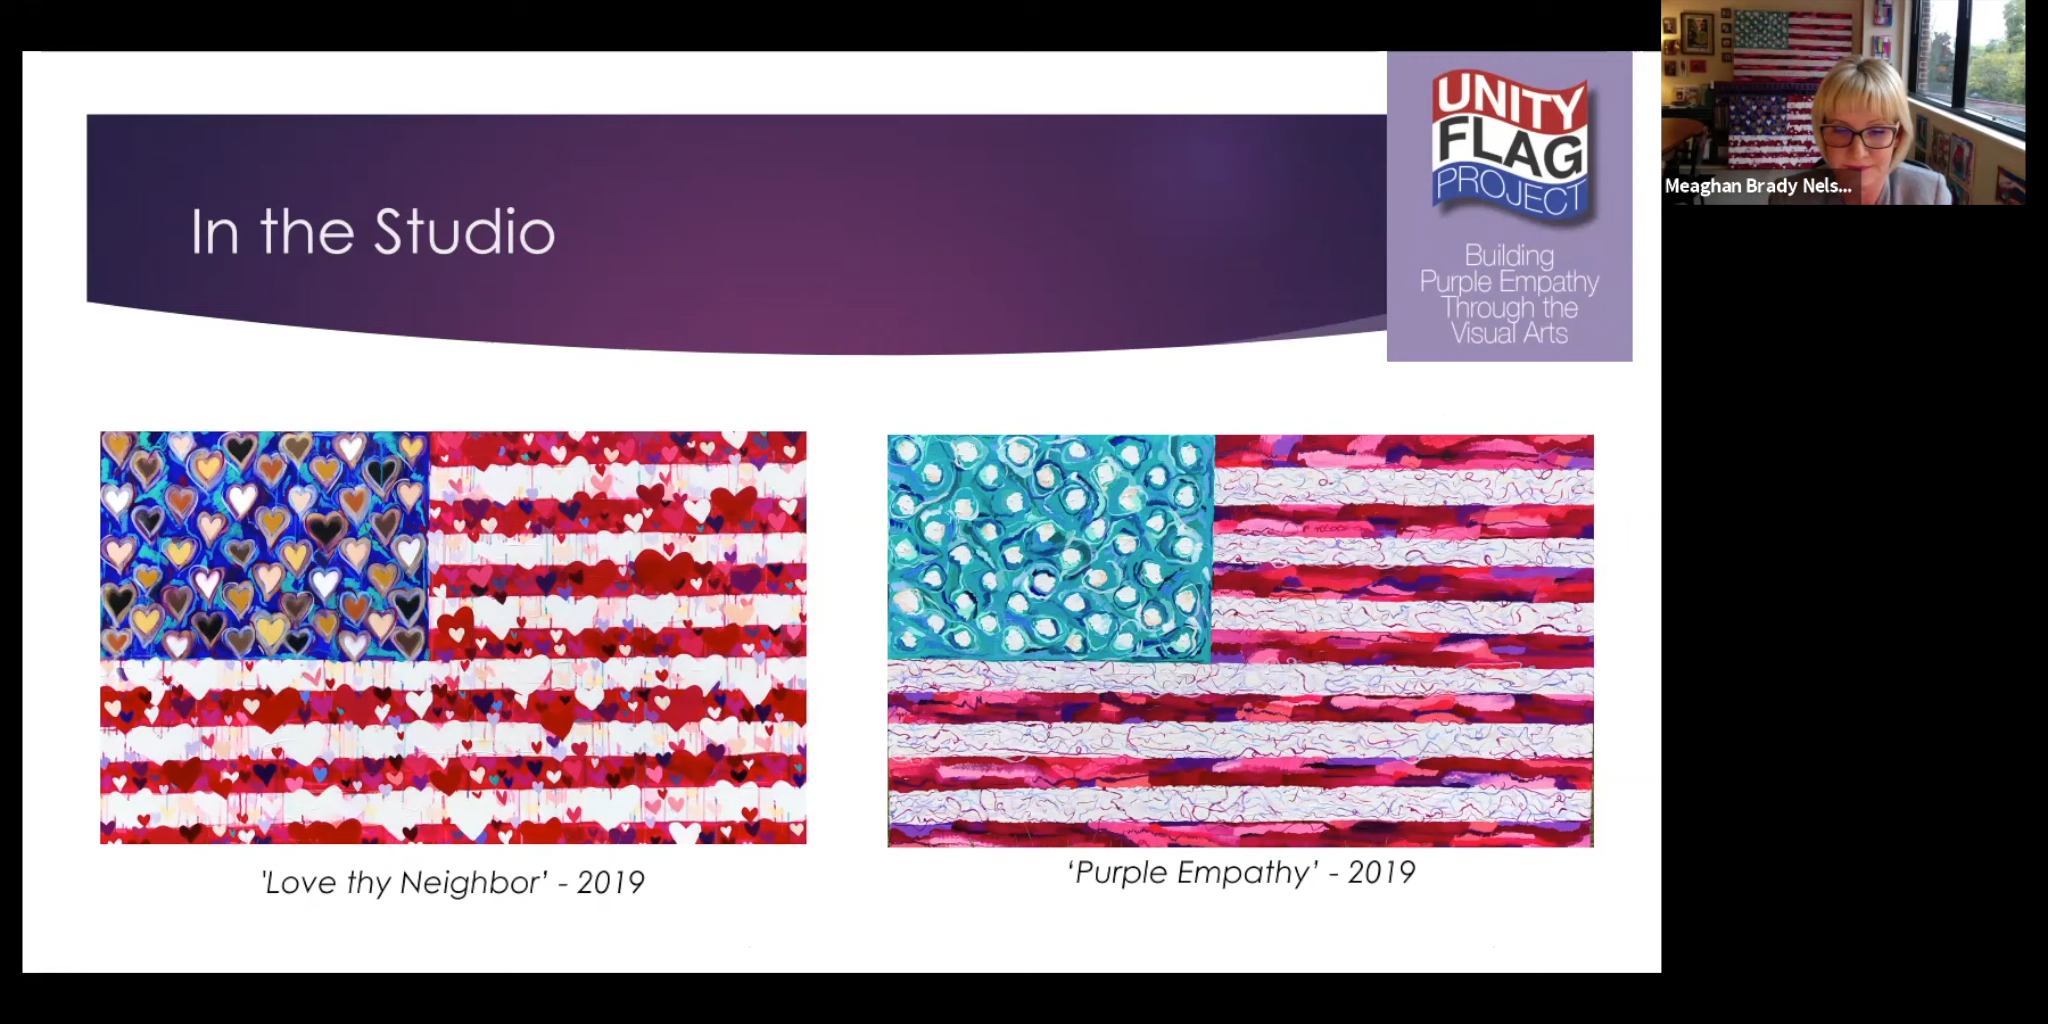 In the Studio
UNITY
FLAG
PROJECT
Building
Purple Empathy
Through the
Visual Arts
Meaghan Brady Nels...
'Love thy Neighbor’ - 2019
‘Purple Empathy’ - 2019